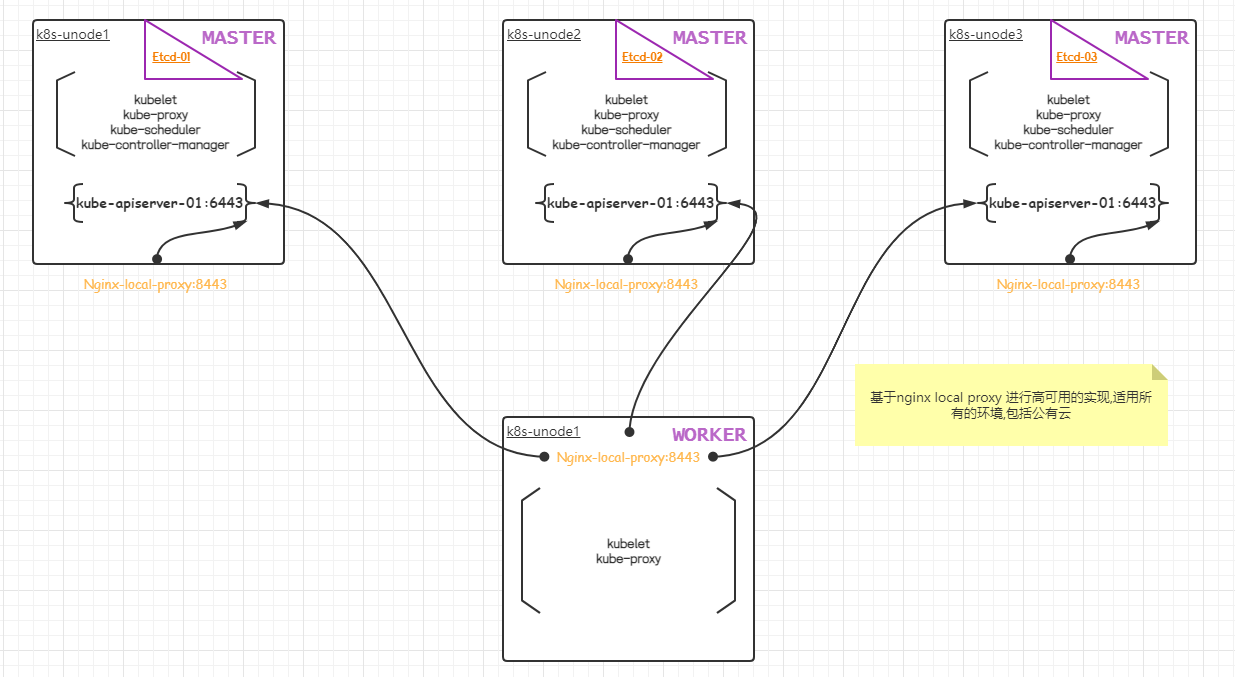 k8s-unode1
MASTER
Etcd-01
kubelet
kube-proxy
kube-scheduler
kube-controller-manager
kube-apiserver-01:6443
Nginx-local-proxy:8443
k8s-unode2
MASTER
Etcd-02
kubelet
kube-proxy
kube-scheduler
kube-controller-manager
kube-apiserver-01:6443
Nginx-local-proxy:8443
k8s-unode3
MASTER
Etcd-03
kubelet
kube-proxy
kube-scheduler
kube-controller-manager
kube-apiserver-01:6443
Nginx-local-proxy:8443
基于nginx local proxy 进行高可用的实现,适用所
有的环境,包括公有云
k8s-unode1
WORKER
Nginx-local-proxy:8443
kubelet
kube-proxy